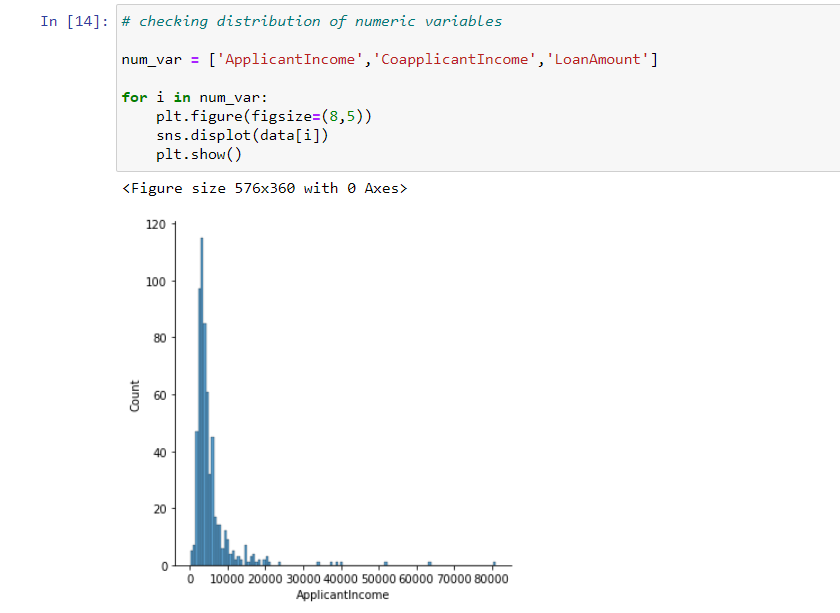 In [14]: # checking distribution of numeric variables
num_var = ['ApplicantIncome','CoapplicantIncome','LoanAmount']
for i in num_var:
    plt.figure(figsize=(8,5))
    sns.displot(data[i])
    plt.show()
<Figure size 576x360 with 0 Axes>
120
100
80
60
40
20
0
Count
0 10000 20000 30000 40000 50000 60000 70000 80000
ApplicantIncome